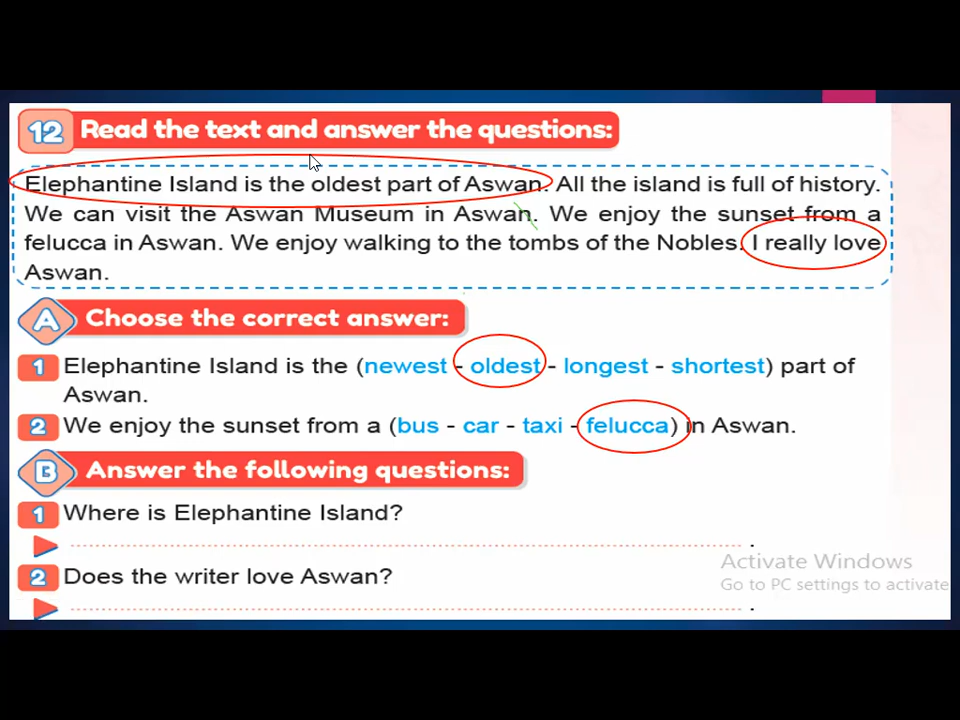 12 Read the text and answer the questions:
Elephantine Island is the oldest part of Aswan. All the island is full of history.
We can visit the Aswan Museum in Aswan. We enjoy the sunset from a
felucca in Aswan. We enjoy walking to the tombs of the Nobles. I really love
Aswan.
A Choose the correct answer:
1 Elephantine Island is the (newest - oldest - longest - shortest) part of
Aswan.
2 We enjoy the sunset from a (bus - car - taxi - felucca) in Aswan.
B Answer the following questions:
1 Where is Elephantine Island?
2 Does the writer love Aswan?
Activate Windows
Go to PC settings to activate